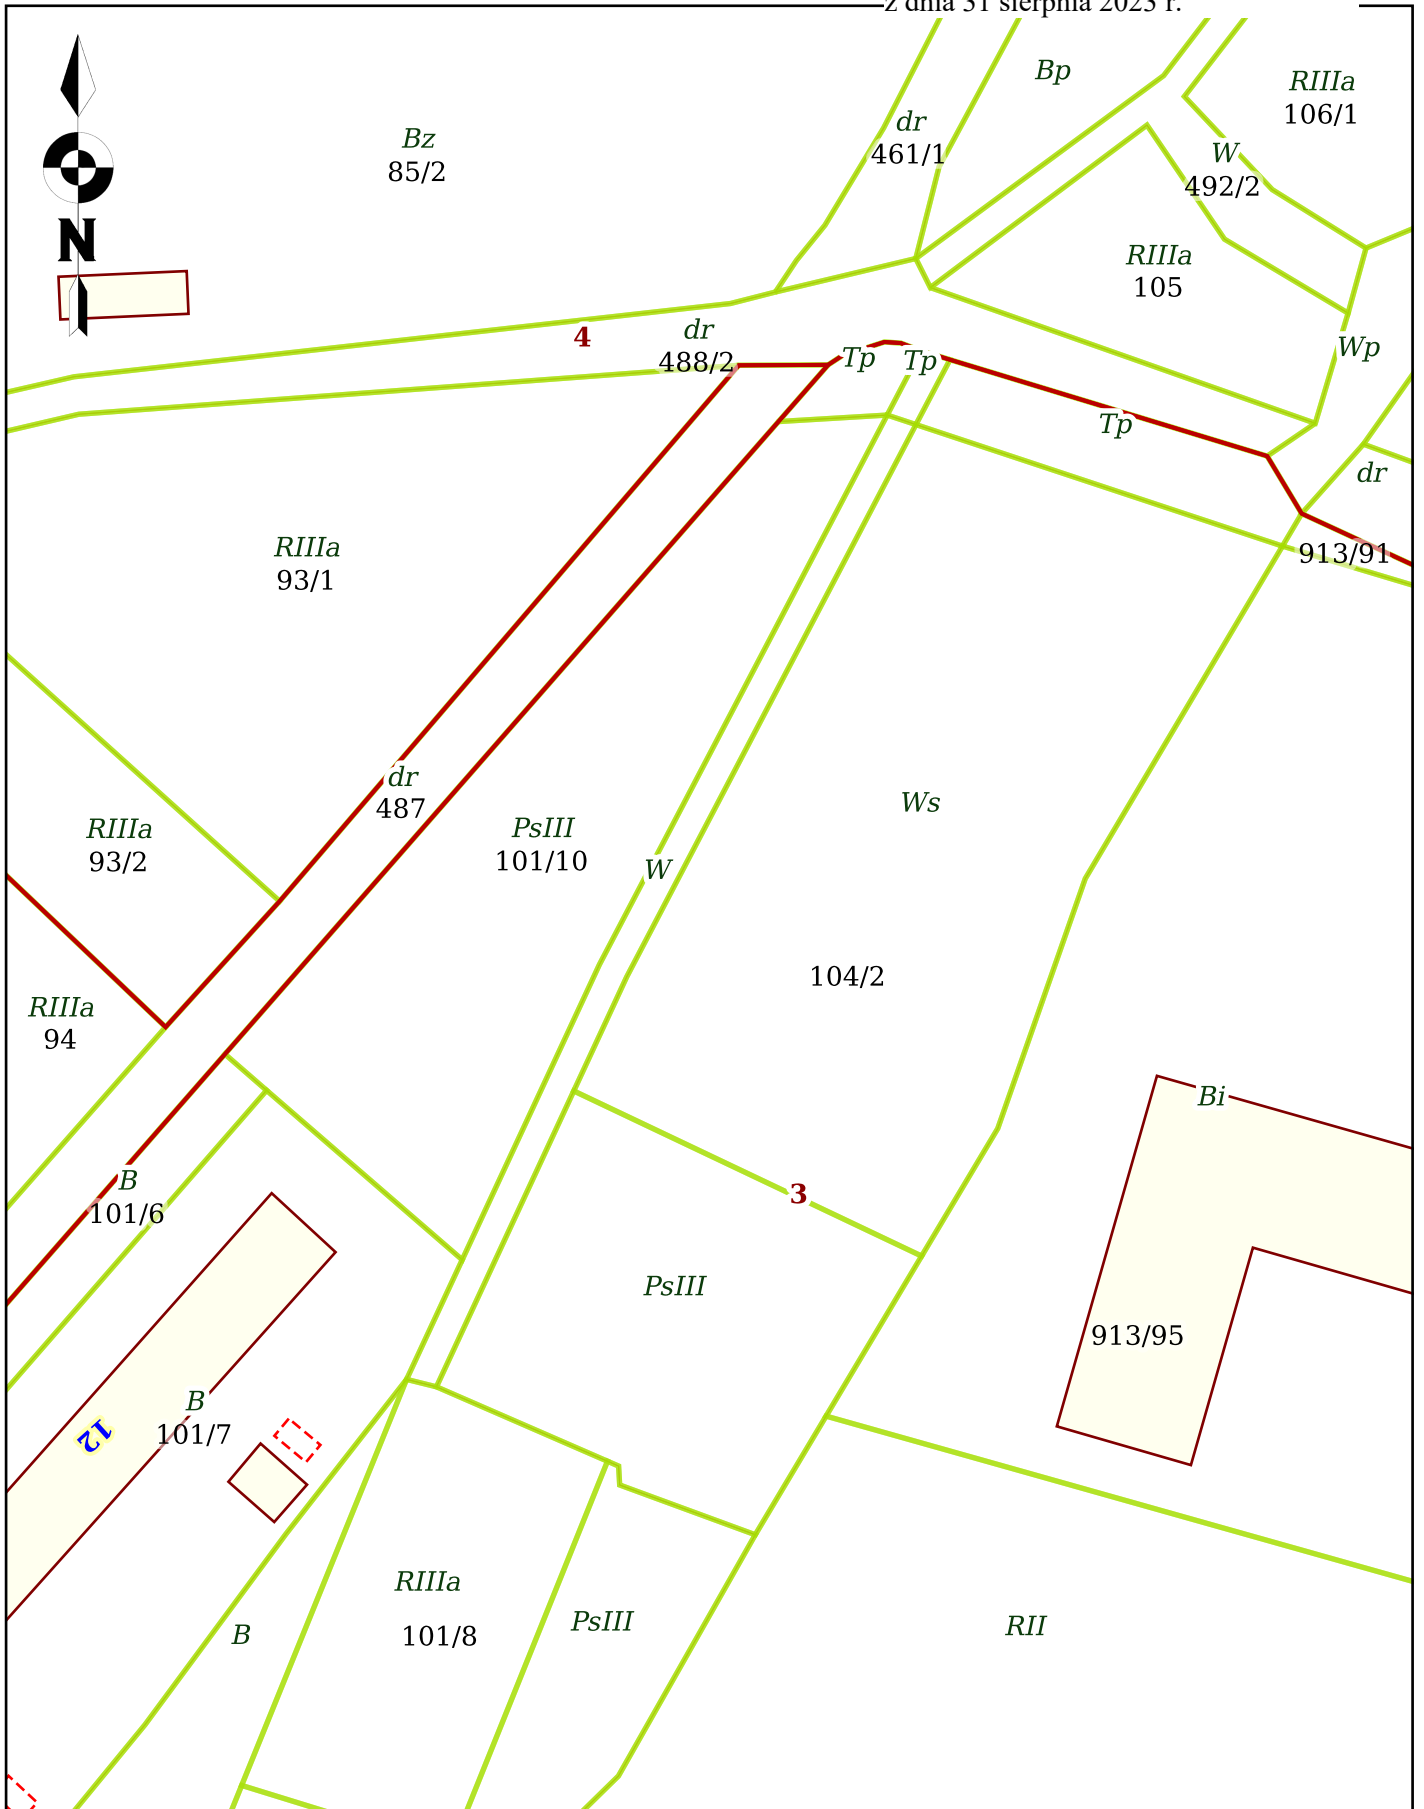 z dnia 31 sierpnia 2023 r.
Bp
RIIIa
106/1
dr
461/1
Bz
85/2
W
492/2
N
RIIIa
105
4
dr
488/2
Tp
Tp
Wp
Tp
dr
913/91
RIIIa
93/1
dr
487
Ws
RIIIa
93/2
PsIII
101/10
W
104/2
RIIIa
94
Bi
B
101/6
3
PsIII
913/95
B
101/7
12
RIIIa
101/8
PsIII
RII
B